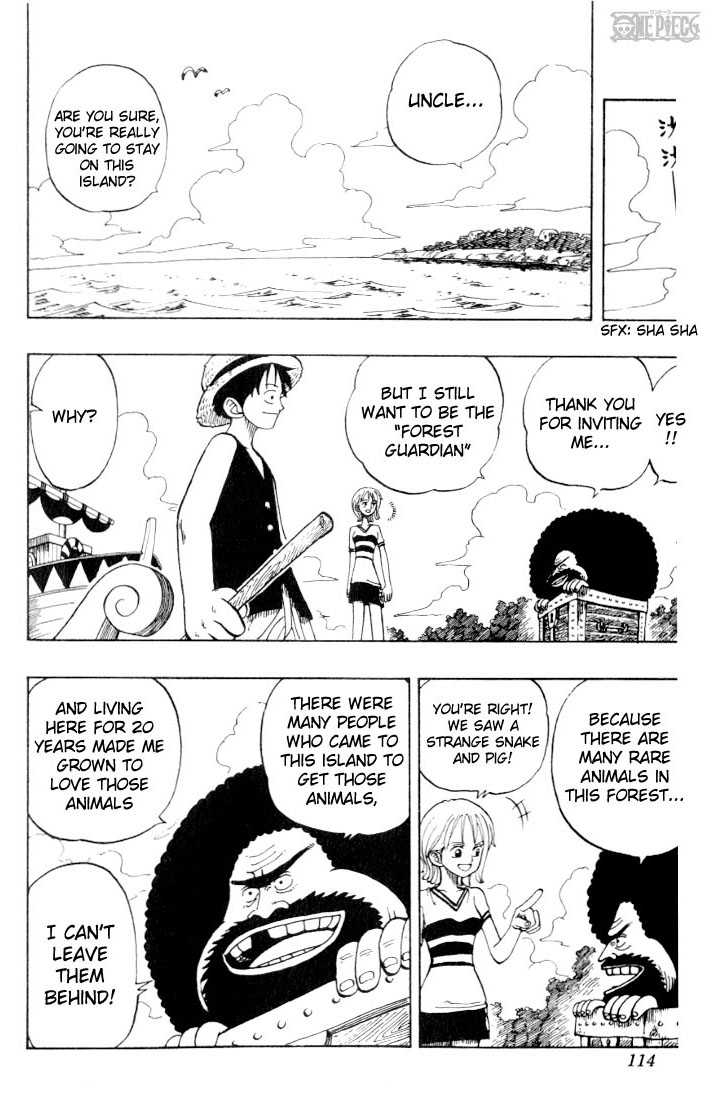 ONE PIECE
UNCLE...
ARE YOU SURE,
YOU'RE REALLY
GOING TO STAY
ON THIS
ISLAND?
沙
沙
SFX: SHA SHA
YES
!!
THANK YOU
FOR INVITING
ME...
BUT I STILL
WANT TO BE THE
"FOREST
GUARDIAN"
WHY?
BECAUSE
THERE ARE
MANY RARE
ANIMALS IN
THIS FOREST...
YOU'RE RIGHT!
WE SAW A
STRANGE SNAKE
AND PIG!
THERE WERE
MANY PEOPLE
WHO CAME TO
THIS ISLAND TO
GET THOSE
ANIMALS,
AND LIVING
HERE FOR 20
YEARS MADE ME
GROWN TO
LOVE THOSE
ANIMALS
I CAN'T
LEAVE
THEM
BEHIND!
114